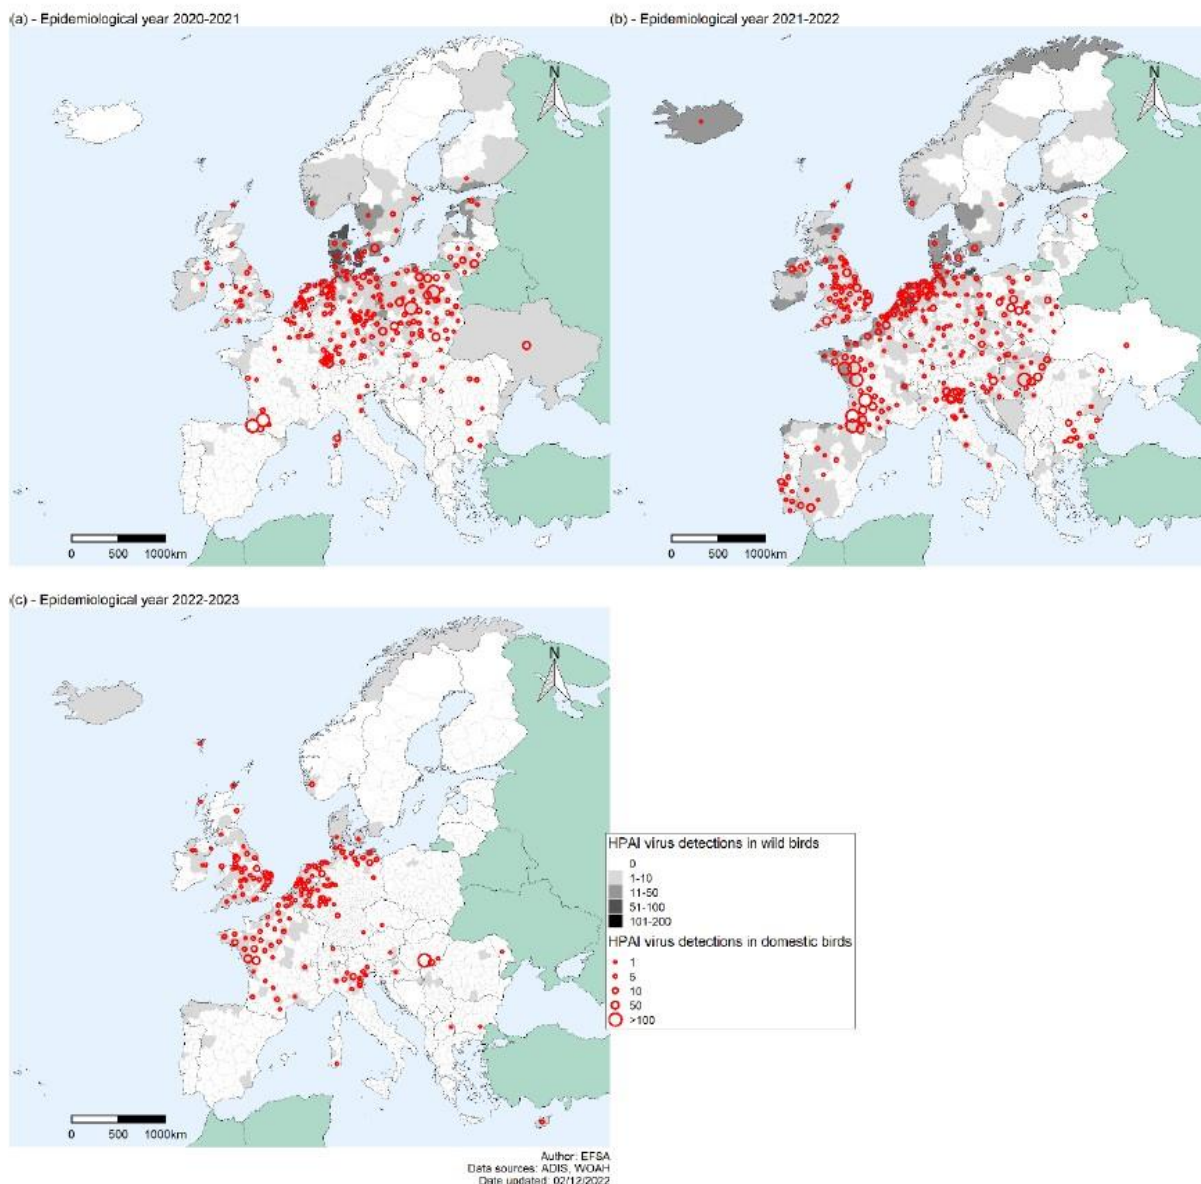 (a) - Epidemiological year 2020-2021
(b) - Epidemiological year 2021-2022
N
N
0 500 1000km
0 500 1000km
(c) - Epidemiological year 2022-2023
N
0 500 1000km
HPAI virus detections in wild birds
0
1-10
11-50
51-100
101-200
HPAI virus detections in domestic birds
1
5
10
50
>100
Author: EFSA
Data sources: ADIS, WOAH
Date updated: 02/12/2022